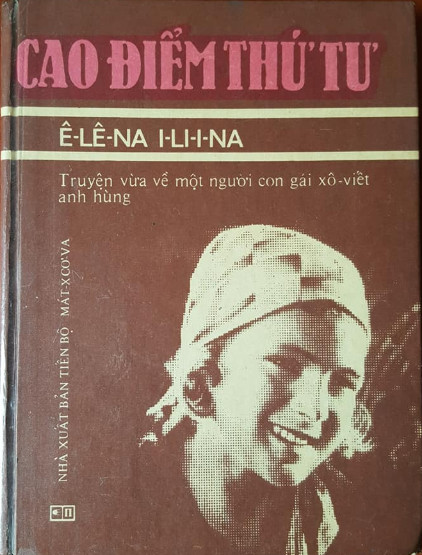 CAO ĐIỂM THỨ TƯ
Ê-LÊ-NA I-LI-I-NA
Truyện vừa về một người con gái xô-viết
anh hùng
NHÀ XUẤT BẢN TIẾN BỘ MÁT-XCƠ-VA